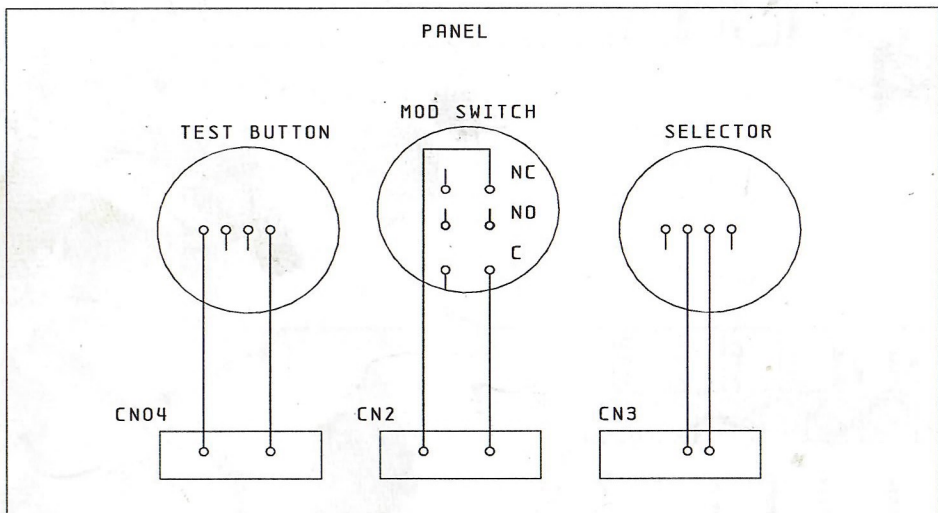 PANEL
TEST BUTTON
MOD SWITCH
SELECTOR
NC
NO
C
CN04
CN2
CN3